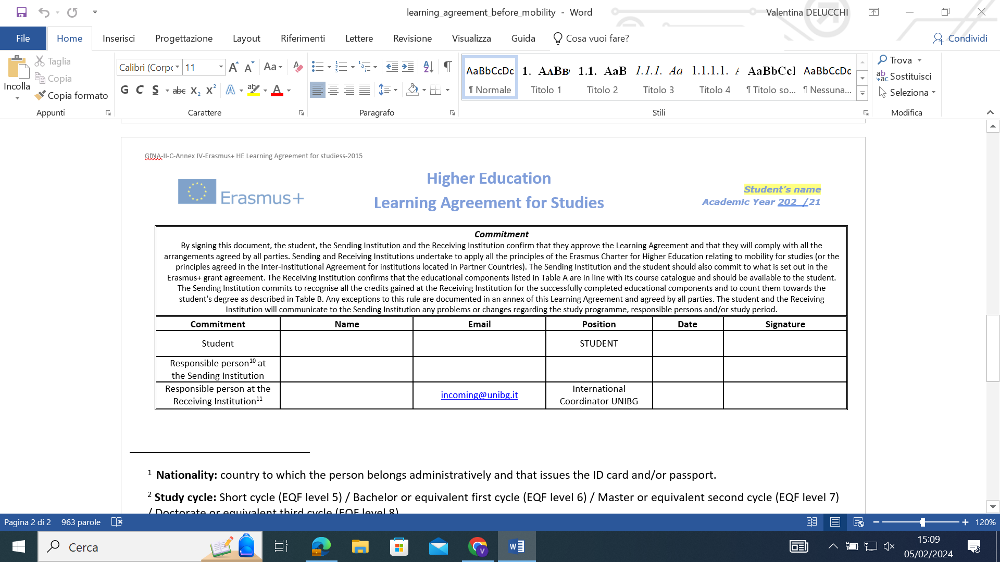 learning_agreement_before_mobility - Word
Valentina DELUCCHI
File Home Inserisci Progettazione Layout Riferimenti Lettere Revisione Visualizza Guida Cosa vuoi fare? Condividi
Incolla
Taglia
Copia
Copia formato
Appunti
Calibri (Corpo 11
Aa
G C S abc X₂ X²
Carattere
Paragrafo
AaBbCcDc 1. AaBb 1.1. AaB 1.1.1. Aa 1.1.1.1. A AaBbCcI AaBbCcDc
¶ Normale Titolo 1 Titolo 2 Titolo 3 Titolo 4 ¶ Titolo so... ¶ Nessuna...
Stili
Trova
Sostituisci
Seleziona
Modifica
GfNA-II-C-Annex IV-Erasmus+ HE Learning Agreement for studiess-2015
Erasmus+
Higher Education
Learning Agreement for Studies
Student's name
Academic Year 202_/21
Commitment
By signing this document, the student, the Sending Institution and the Receiving Institution confirm that they approve the Learning Agreement and that they will comply with all the
arrangements agreed by all parties. Sending and Receiving Institutions undertake to apply all the principles of the Erasmus Charter for Higher Education relating to mobility for studies (or the
principles agreed in the Inter-Institutional Agreement for institutions located in Partner Countries). The Sending Institution and the student should also commit to what is set out in the
Erasmus+ grant agreement. The Receiving Institution confirms that the educational components listed in Table A are in line with its course catalogue and should be available to the student.
The Sending Institution commits to recognise all the credits gained at the Receiving Institution for the successfully completed educational components and to count them towards the
student's degree as described in Table B. Any exceptions to this rule are documented in an annex of this Learning Agreement and agreed by all parties. The student and the Receiving
Institution will communicate to the Sending Institution any problems or changes regarding the study programme, responsible persons and/or study period.
Commitment Name Email Position Date Signature
Student STUDENT
Responsible person¹⁰ at
the Sending Institution
Responsible person at the
Receiving Institution¹¹
incoming@unibg.it
International
Coordinator UNIBG
¹ Nationality: country to which the person belongs administratively and that issues the ID card and/or passport.
² Study cycle: Short cycle (EQF level 5) / Bachelor or equivalent first cycle (EQF level 6) / Master or equivalent second cycle (EQF level 7)
/ Doctorate or equivalent third cycle (EQF level 8)
Pagina 2 di 2 963 parole 120%
Cerca
15:09
05/02/2024